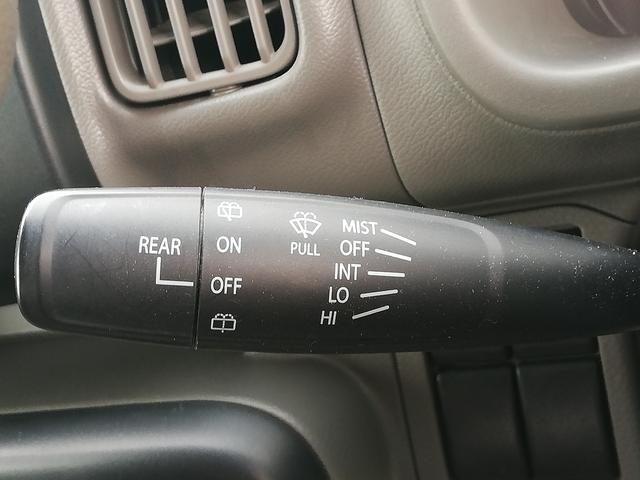 REAR
ON
OFF
PULL
MIST
OFF
INT
LO
HI